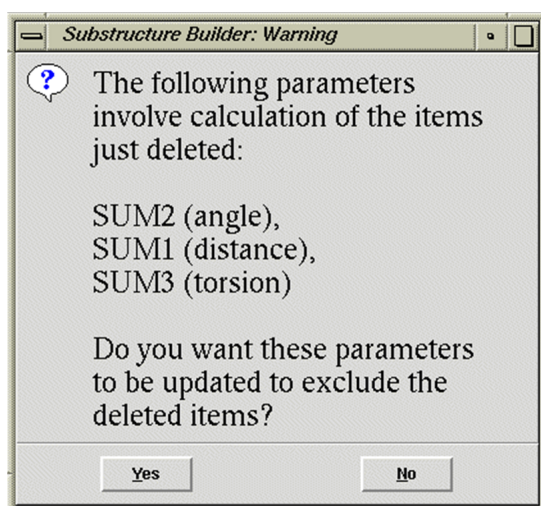 Substructure Builder: Warning
?
The following parameters
involve calculation of the items
just deleted:
SUM2 (angle),
SUM1 (distance),
SUM3 (torsion)
Do you want these parameters
to be updated to exclude the
deleted items?
Yes
No